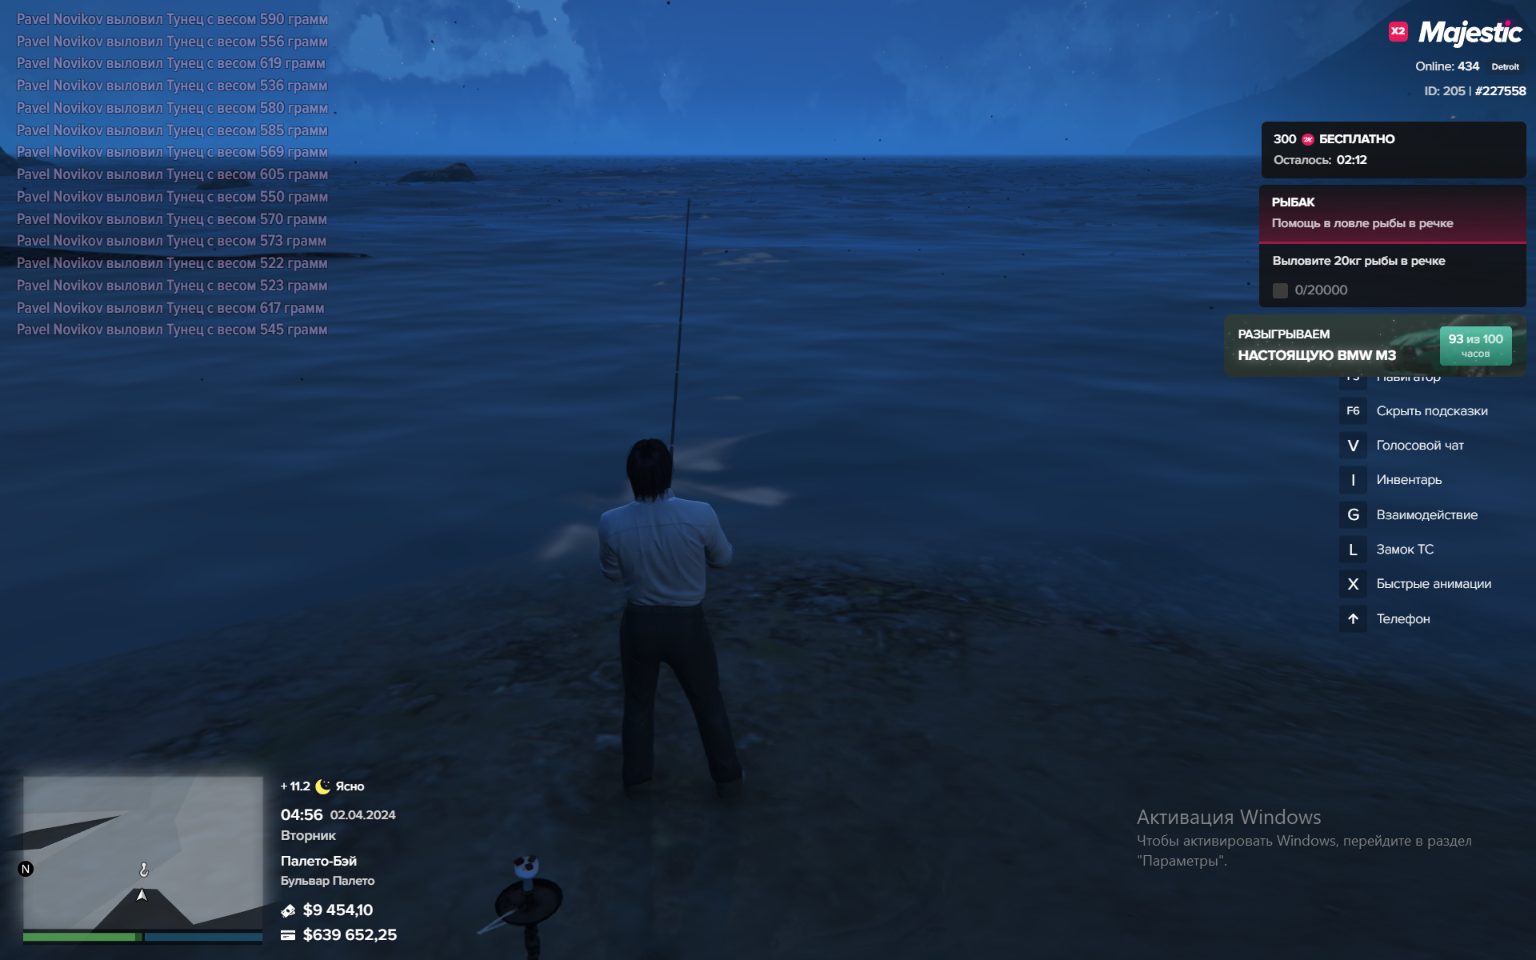 Pavel Novikov выловил Тунец с весом 590 грамм
Pavel Novikov выловил Тунец с весом 556 грамм
Pavel Novikov выловил Тунец с весом 619 грамм
Pavel Novikov выловил Тунец с весом 536 грамм
Pavel Novikov выловил Тунец с весом 580 грамм
Pavel Novikov выловил Тунец с весом 585 грамм
Pavel Novikov выловил Тунец с весом 569 грамм
Pavel Novikov выловил Тунец с весом 605 грамм
Pavel Novikov выловил Тунец с весом 550 грамм
Pavel Novikov выловил Тунец с весом 570 грамм
Pavel Novikov выловил Тунец с весом 573 грамм
Pavel Novikov выловил Тунец с весом 522 грамм
Pavel Novikov выловил Тунец с весом 523 грамм
Pavel Novikov выловил Тунец с весом 617 грамм
Pavel Novikov выловил Тунец с весом 545 грамм
X2 Majestic
Online: 434 Detroit
ID: 205 | #227558
300 БЕСПЛАТНО
Осталось: 02:12
РЫБАК
Помощь в ловле рыбы в речке
Выловите 20кг рыбы в речке
0/20000
РАЗЫГРЫВАЕМ
НАСТОЯЩУЮ BMW M3
93 из 100
часов
Навигатор
F6 Скрыть подсказки
V Голосовой чат
I Инвентарь
G Взаимодействие
L Замок ТС
X Быстрые анимации
Телефон
N
+ 11.2 Ясно
04:56 02.04.2024
Вторник
Палето-Бэй
Бульвар Палето
$9 454,10
$639 652,25
Активация Windows
Чтобы активировать Windows, перейдите в раздел
"Параметры".